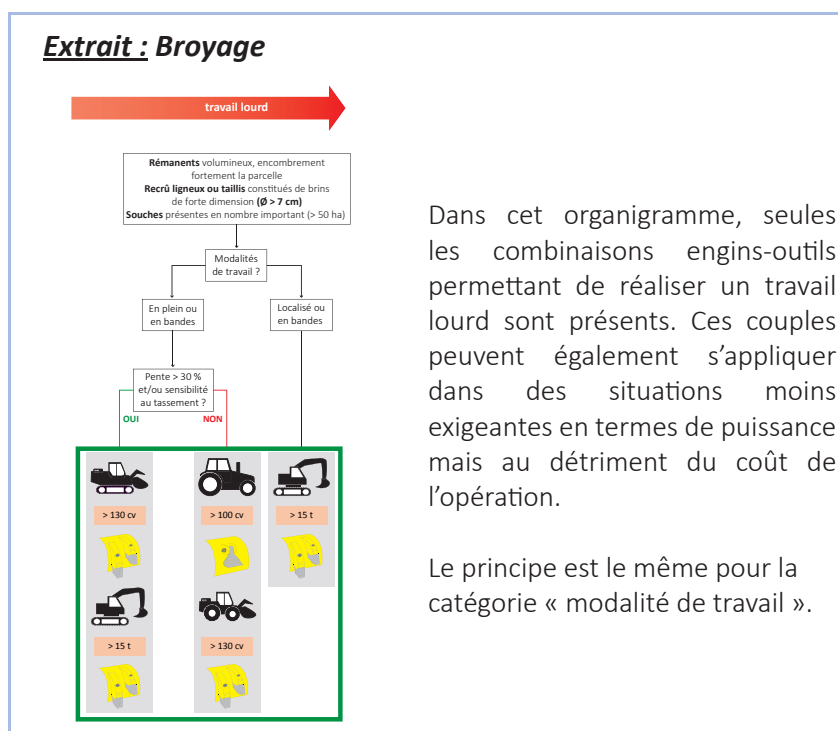 Extrait : Broyage
travail lourd
Rémanents volumineux, encombrement
fortement la parcelle
Recrû ligneux ou taillis constitués de brins
de forte dimension (Ø > 7 cm)
Souches présentes en nombre important (> 50 ha)
Modalités
de travail ?
En plein ou
en bandes
Localisé ou
en bandes
Pente > 30 %
et/ou sensibilité
au tassement ?
OUI
NON
> 130 cv
> 100 cv
> 15 t
> 15 t
> 130 cv
Dans cet organigramme, seules
les combinaisons engins-outils
permettant de réaliser un travail
lourd sont présents. Ces couples
peuvent également s’appliquer
dans des situations moins
exigeantes en termes de puissance
mais au détriment du coût de
l’opération.
Le principe est le même pour la
catégorie « modalité de travail ».